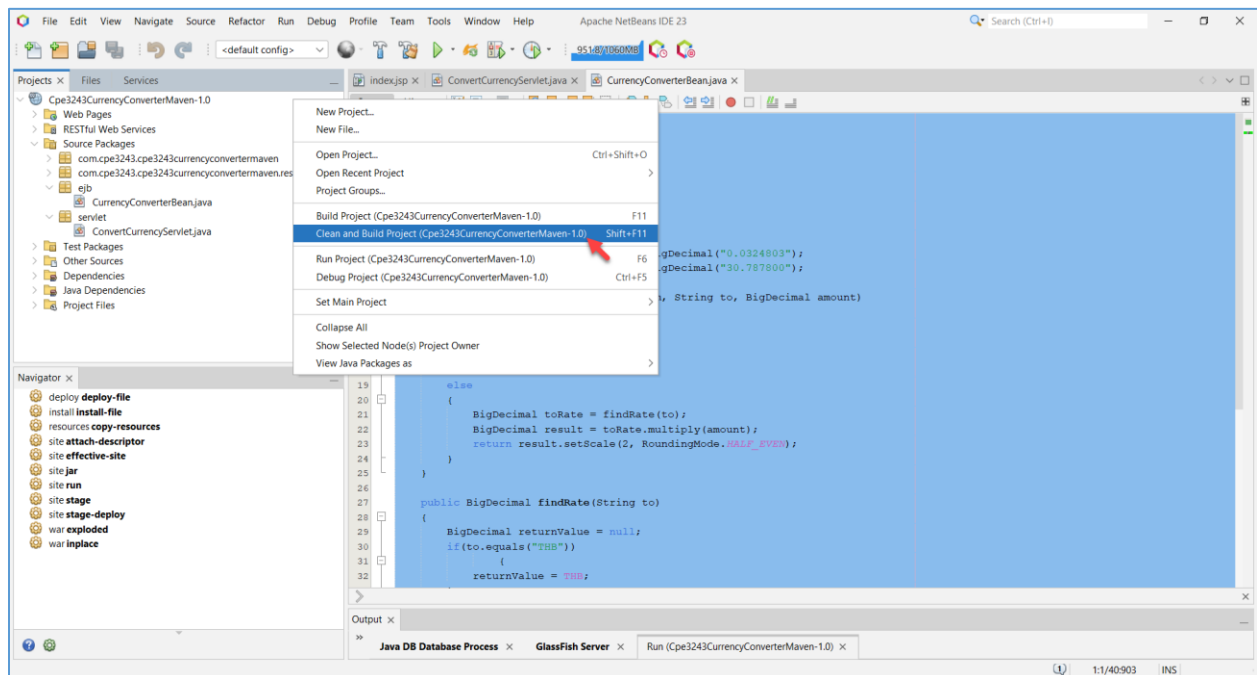 File Edit View Navigate Source Refactor Run Debug Profile Team Tools Window Help Apache NetBeans IDE 23 Search (Ctrl+I)
<default config> 951.8/1060MB
Projects Files Services
index.jsp ConvertCurrencyServlet.java CurrencyConverterBean.java
Cpe3243CurrencyConverterMaven-1.0
Web Pages
RESTful Web Services
Source Packages
com.cpe3243.cpe3243currencyconvertermaven
com.cpe3243.cpe3243currencyconvertermaven.res
ejb
CurrencyConverterBean.java
servlet
ConvertCurrencyServlet.java
Test Packages
Other Sources
Dependencies
Java Dependencies
Project Files
New Project...
New File...
Open Project... Ctrl+Shift+O
Open Recent Project
Project Groups...
Build Project (Cpe3243CurrencyConverterMaven-1.0) F11
Clean and Build Project (Cpe3243CurrencyConverterMaven-1.0) Shift+F11
Run Project (Cpe3243CurrencyConverterMaven-1.0) F6
Debug Project (Cpe3243CurrencyConverterMaven-1.0) Ctrl+F5
Set Main Project
Collapse All
Show Selected Node(s) Project Owner
View Java Packages as
gDecimal("0.0324803");
gDecimal("30.787800");
, String to, BigDecimal amount)
19 else
20 {
21 BigDecimal toRate = findRate(to);
22 BigDecimal result = toRate.multiply(amount);
23 return result.setScale(2, RoundingMode.HALF_EVEN);
24 }
25 }
26
27 public BigDecimal findRate(String to)
28 {
29 BigDecimal returnValue = null;
30 if(to.equals("THB"))
31 {
32 returnValue = THB;
Navigator
deploy deploy-file
install install-file
resources copy-resources
site attach-descriptor
site effective-site
site jar
site run
site stage
site stage-deploy
war exploded
war inplace
Output
Java DB Database Process GlassFish Server Run (Cpe3243CurrencyConverterMaven-1.0)
1 1:1/40:903 INS